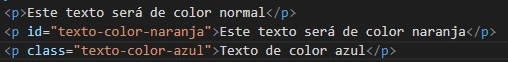 <p>Este texto será de color normal</p>
<p id="texto-color-naranja">Este texto será de color naranja</p>
<p class="texto-color-azul">Texto de color azul</p>